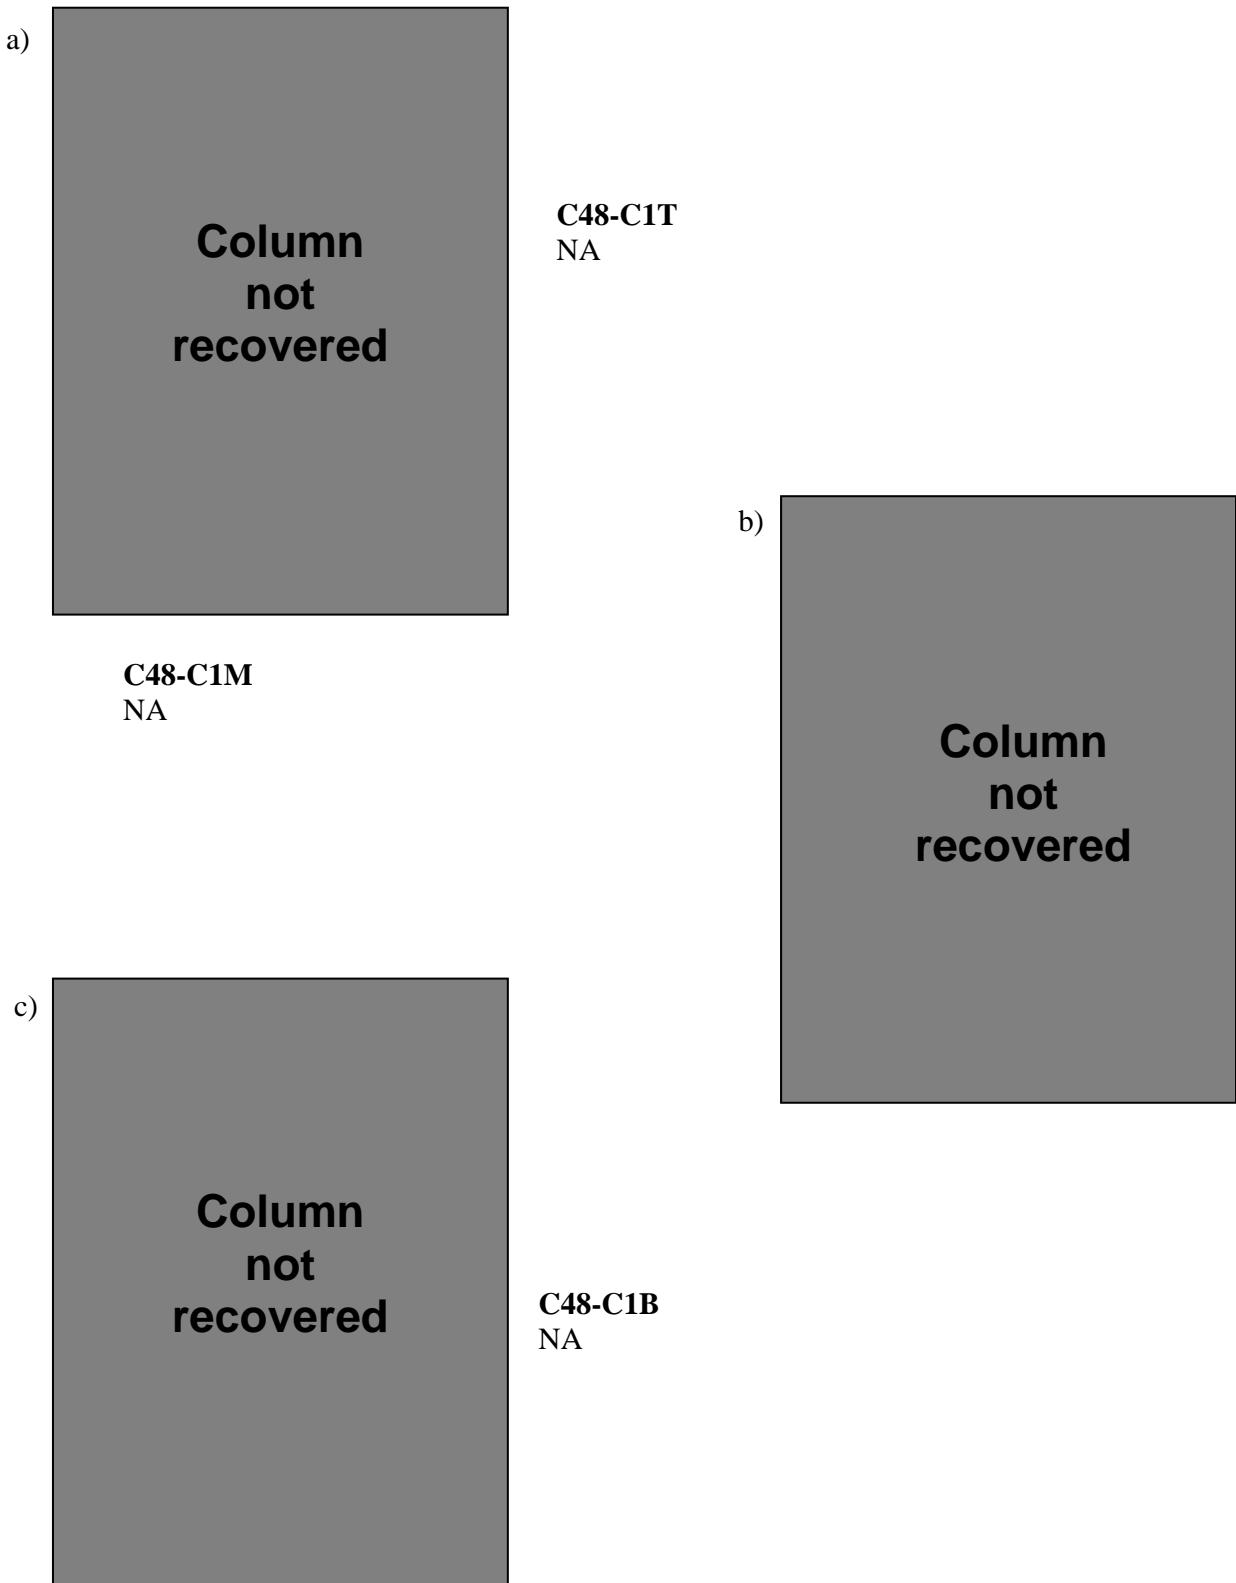 a)
Column
not
recovered
C48-C1T
NA
b)
Column
not
recovered
C48-C1M
NA
c)
Column
not
recovered
C48-C1B
NA